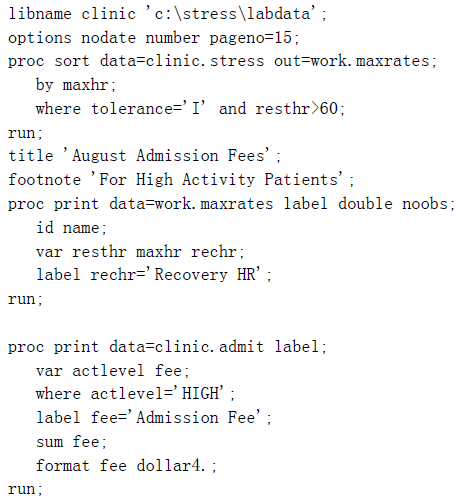 libname clinic 'c:\stress\labdata';
options nodate number pageno=15;
proc sort data=clinic.stress out=work.maxrates;
   by maxhr;
   where tolerance='I' and resthr>60;
run;
title 'August Admission Fees';
footnote 'For High Activity Patients';
proc print data=work.maxrates label double noobs;
   id name;
   var resthr maxhr rechr;
   label rechr='Recovery HR';
run;

proc print data=clinic.admit label;
   var actlevel fee;
   where actlevel='HIGH';
   label fee='Admission Fee';
   sum fee;
   format fee dollar4.;
run;